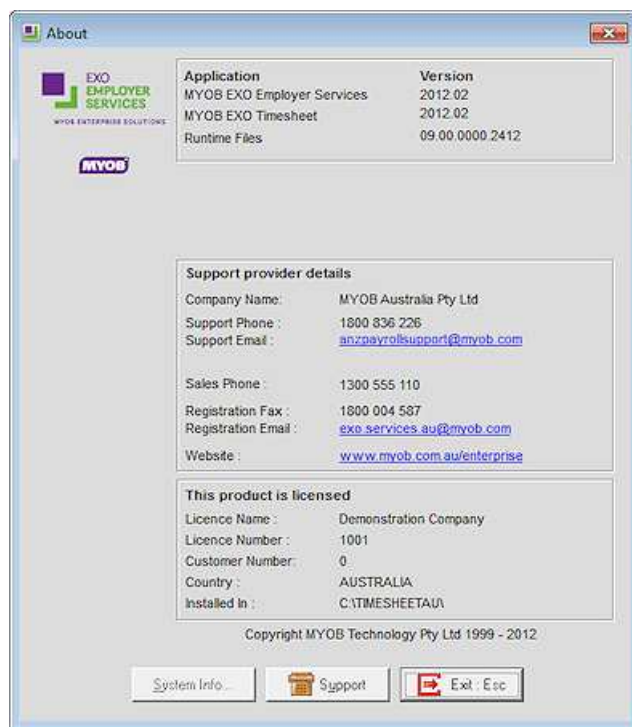 About
EXO
EMPLOYER
SERVICES
MYOB ENTERPRISE SOLUTIONS
MYOB
Application Version
MYOB EXO Employer Services 2012.02
MYOB EXO Timesheet 2012.02
Runtime Files 09.00.0000.2412
Support provider details
Company Name: MYOB Australia Pty Ltd
Support Phone : 1800 836 226
Support Email : anzpayrollsupport@myob.com
Sales Phone : 1300 555 110
Registration Fax : 1800 004 587
Registration Email : exo.services.au@myob.com
Website : www.myob.com.au/enterprise
This product is licensed
Licence Name : Demonstration Company
Licence Number : 1001
Customer Number: 0
Country : AUSTRALIA
Installed In : C:\TIMESHEETAU\
Copyright MYOB Technology Pty Ltd 1999 - 2012
System Info... Support Exit : Esc